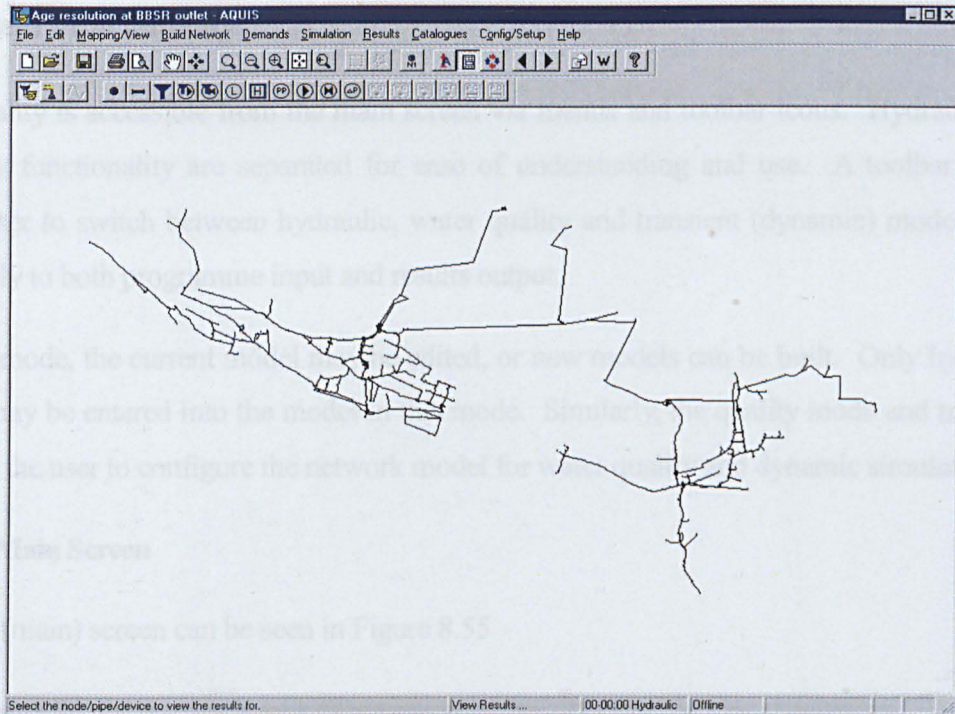 Age resolution at BBSR outlet - AQUIS
File Edit Mapping/View Build Network Demands Simulation Results Catalogues Config/Setup Help
W ?
L H PP
is accessible from the main screen via menus and toolbar icons.
functionality are separated for ease of understanding and use. A toolbar
to switch between hydraulic, water quality and transient (dynamic)
to both programme input and results output
mode, the current model may be edited, or new models can be built. Only
may be entered into the model in this mode. Similarly, the quality mode and
the user to configure the network model for water quality and dynamic
Main Screen
(main) screen can be seen in Figure 8.55
Select the node/pipe/device to view the results for. View Results ... 00-00:00 Hydraulic Offline